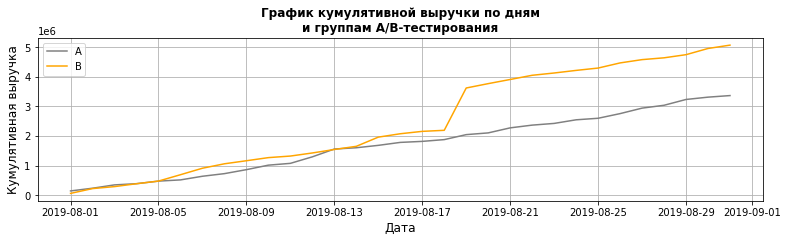 График кумулятивной выручки по дням
и группам A/B-тестирования
1e6
A
B
5
4
3
2
1
0
Кумулятивная выручка
2019-08-01 2019-08-05 2019-08-09 2019-08-13 2019-08-17 2019-08-21 2019-08-25 2019-08-29 2019-09-01
Дата